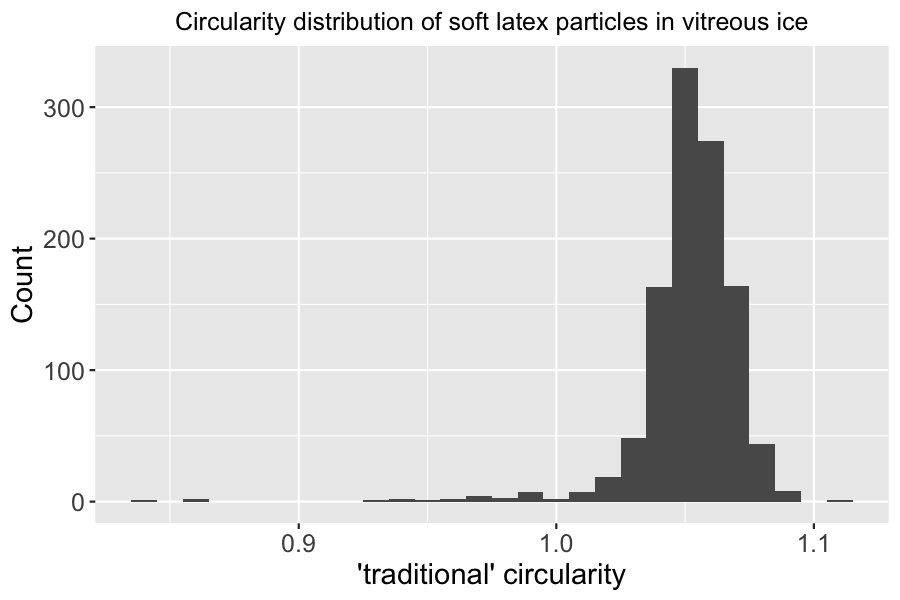 Circularity distribution of soft latex particles in vitreous ice
Count
300
200
100
0
0.9 1.0 1.1
'traditional' circularity